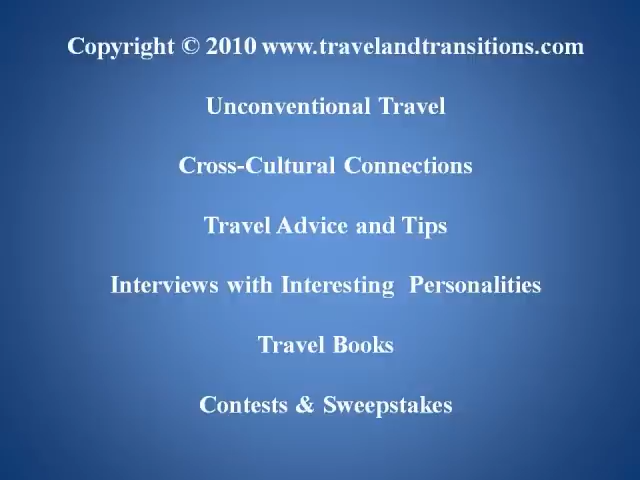 Copyright © 2010 www.travelandtransitions.com
Unconventional Travel
Cross-Cultural Connections
Travel Advice and Tips
Interviews with Interesting  Personalities
Travel Books
Contests & Sweepstakes